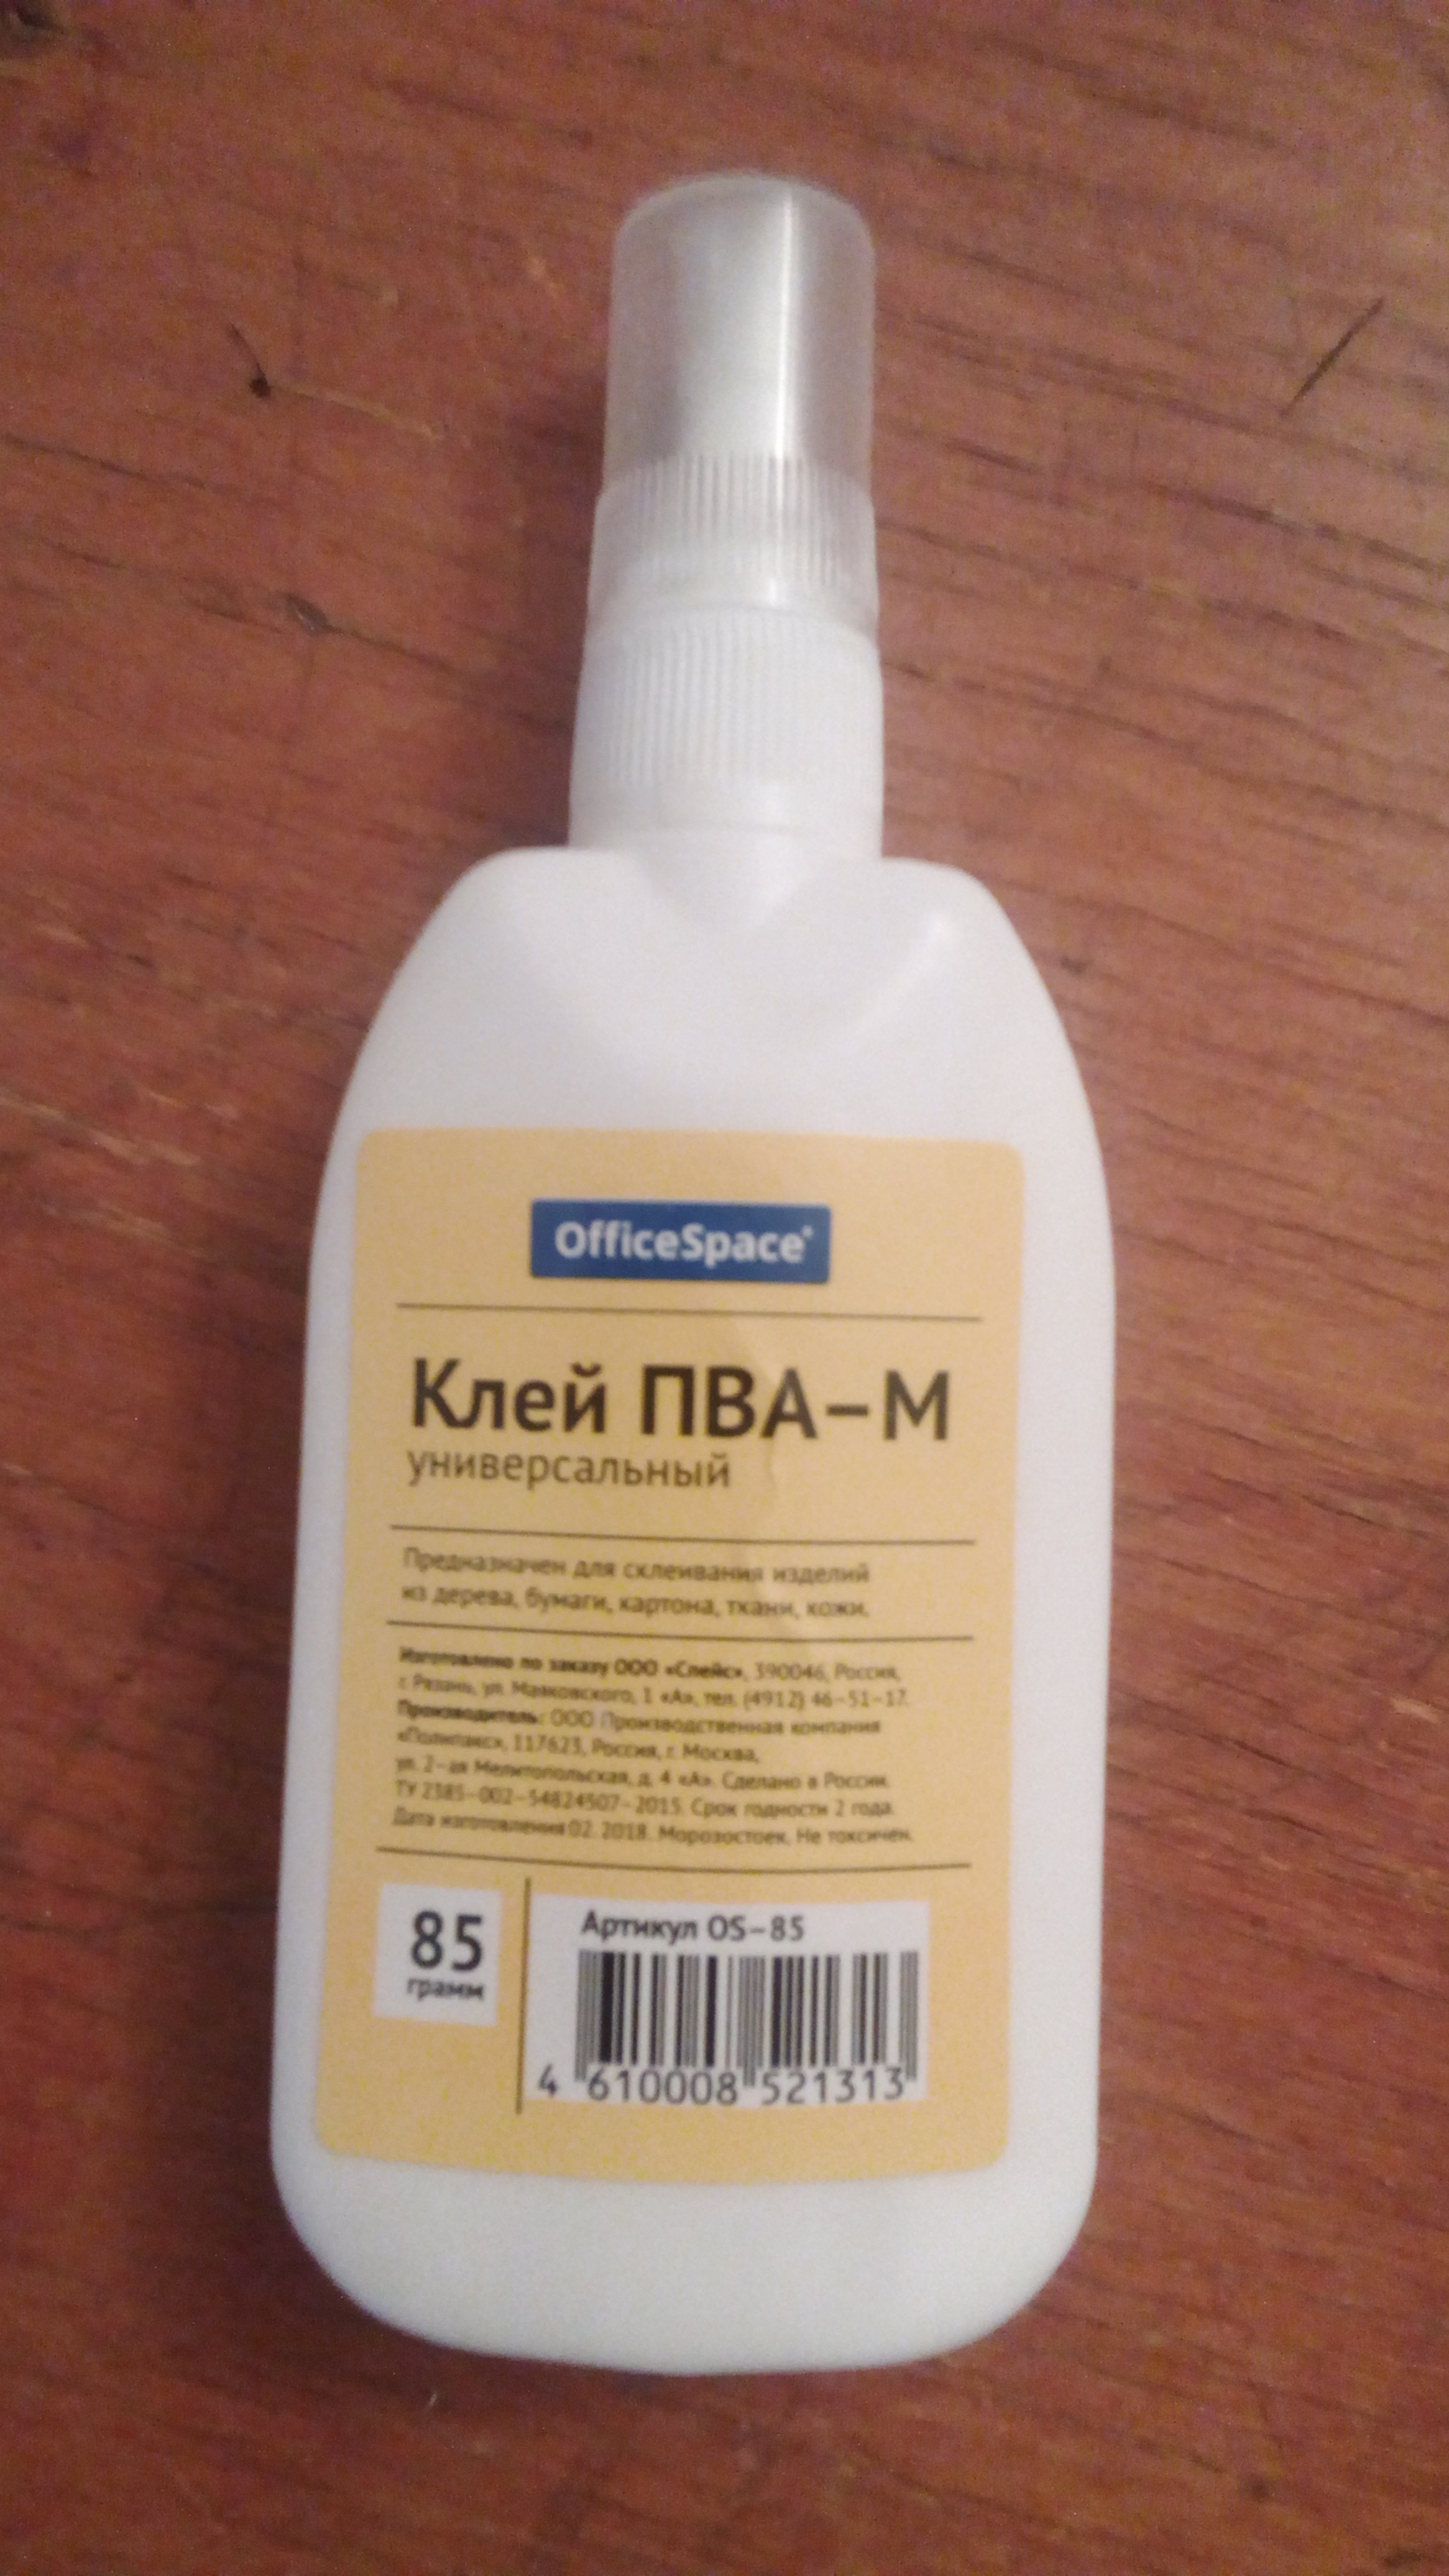 OfficeSpace®
Клей ПВА-М
универсальный
Предназначен для склеивания изделий
из дерева, бумаги, картона, ткани, кожи.
Изготовлено по заказу ООО «Спейс», 390046, Россия,
г. Рязань, ул. Маяковского, 1 «А», тел. (4912) 46-51-17.
Производитель: ООО Производственная компания
«Полипакс», 117623, Россия, г. Москва,
ул. 2-ая Мелитопольская, д. 4 «А». Сделано в России.
ТУ 2385-002-54824507-2015. Срок годности 2 года.
Дата изготовления 02. 2018. Морозостоек. Не токсичен.
85
грамм
Артикул OS-85
4 610008 521313